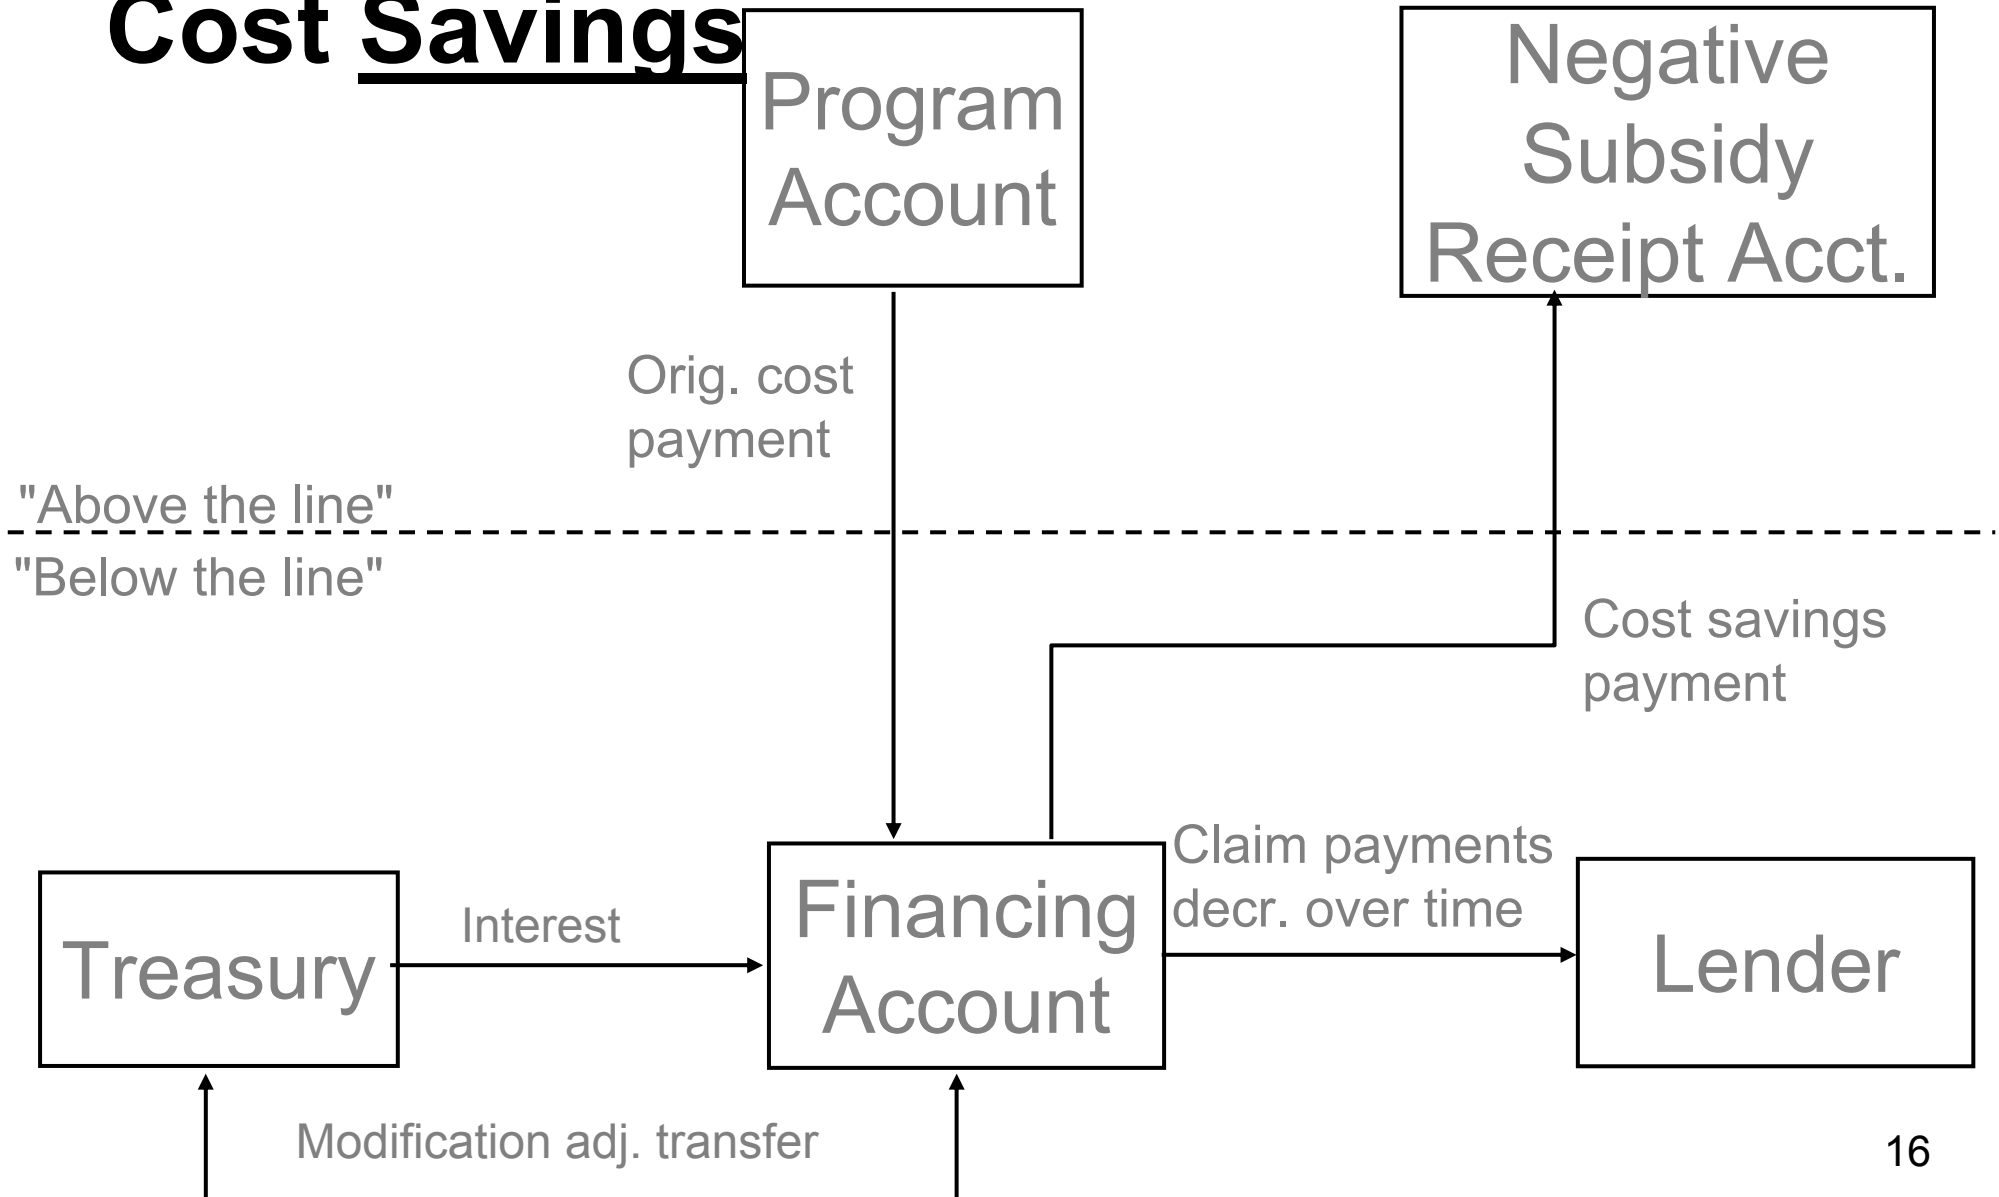 Cost Savings
Program
Account
Negative
Subsidy
Receipt Acct.
Orig. cost
payment
"Above the line"
"Below the line"
Cost savings
payment
Treasury
Interest
Financing
Account
Claim payments
decr. over time
Lender
Modification adj. transfer
16